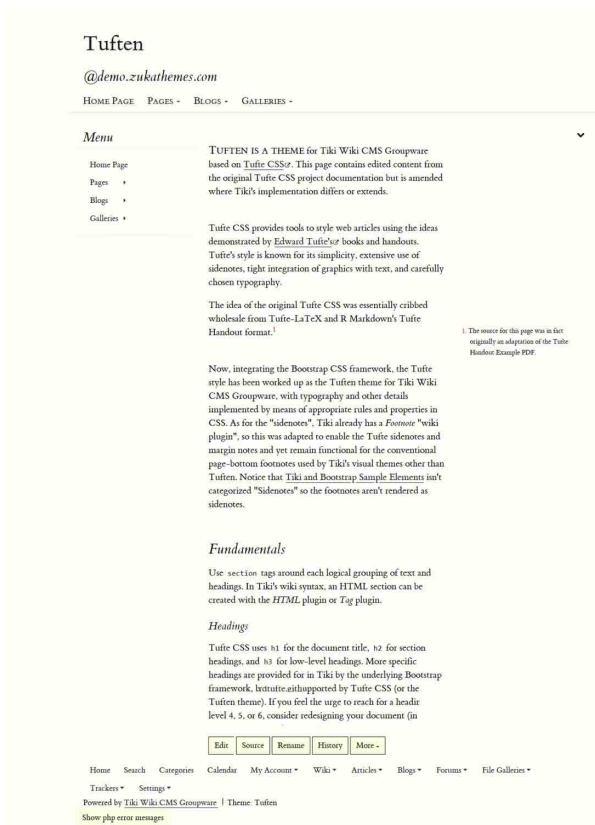 Tuften
@demo.zukathemes.com
HOME PAGE PAGES BLOGS GALLERIES
Menu
Home Page
Pages
Blogs
Galleries
TUFTEN IS A THEME for Tiki Wiki CMS Groupware
based on Tufte CSS. This page contains edited content from
the original Tufte CSS project documentation but is amended
where Tiki's implementation differs or extends.
Tufte CSS provides tools to style web articles using the ideas
demonstrated by Edward Tufte's books and handouts.
Tufte's style is known for its simplicity, extensive use of
sidenotes, tight integration of graphics with text, and carefully
chosen typography.
The idea of the original Tufte CSS was essentially cribbed
wholesale from Tufte-LaTeX and R Markdown's Tufte
Handout format.1
1. The source for this page was in fact
originally an adaptation of the Tufte
Handout Example PDF.
Now, integrating the Bootstrap CSS framework, the Tufte
style has been worked up as the Tuften theme for Tiki Wiki
CMS Groupware, with typography and other details
implemented by means of appropriate rules and properties in
CSS. As for the "sidenotes", Tiki already has a Footnote "wiki
plugin", so this was adapted to enable the Tufte sidenotes and
margin notes and yet remain functional for the conventional
page-bottom footnotes used by Tiki's visual themes other than
Tuften. Notice that Tiki and Bootstrap Sample Elements isn't
categorized "Sidenotes" so the footnotes aren't rendered as
sidenotes.
Fundamentals
Use section tags around each logical grouping of text and
headings. In Tiki's wiki syntax, an HTML section can be
created with the HTML plugin or Tag plugin.
Headings
Tufte CSS uses h1 for the document title, h2 for section
headings, and h3 for low-level headings. More specific
headings are provided for in Tiki by the underlying Bootstrap
framework, by Tufte CSS (or the
Tuften theme). If you feel the urge to reach for a headir
level 4, 5, or 6, consider redesigning your document (in
Edit Source Rename History More
Home Search Categories Calendar My Account Wiki Articles Blogs Forums File Galleries
Trackers Settings
Powered by Tiki Wiki CMS Groupware | Theme: Tuften
Show php error messages